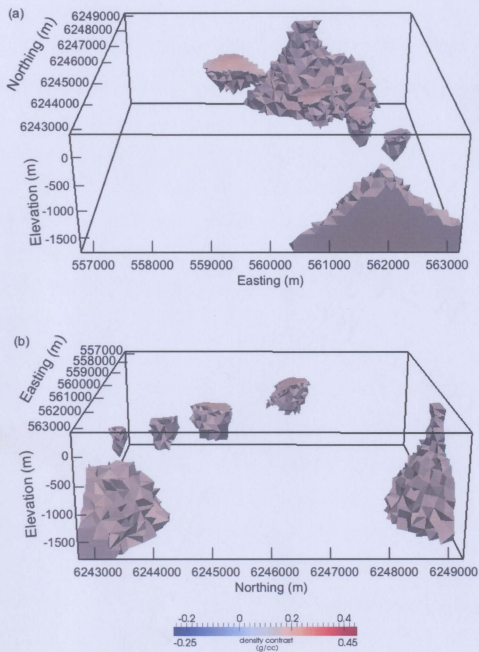 (a)
Northing (m)
6249000
6248000
6247000
6246000
6245000
6244000
6243000
Elevation (m)
0
-500
-1000
-1500
557000 558000 559000 560000 561000 562000 563000
Easting (m)
(b)
Easting (m)
557000
558000
559000
560000
561000
562000
563000
Elevation (m)
0
-500
-1000
-1500
6243000 6244000 6245000 6246000 6247000 6248000 6249000
Northing (m)
-0.2 0 0.2 0.4
-0.25 density contrast 0.45
(g/cc)